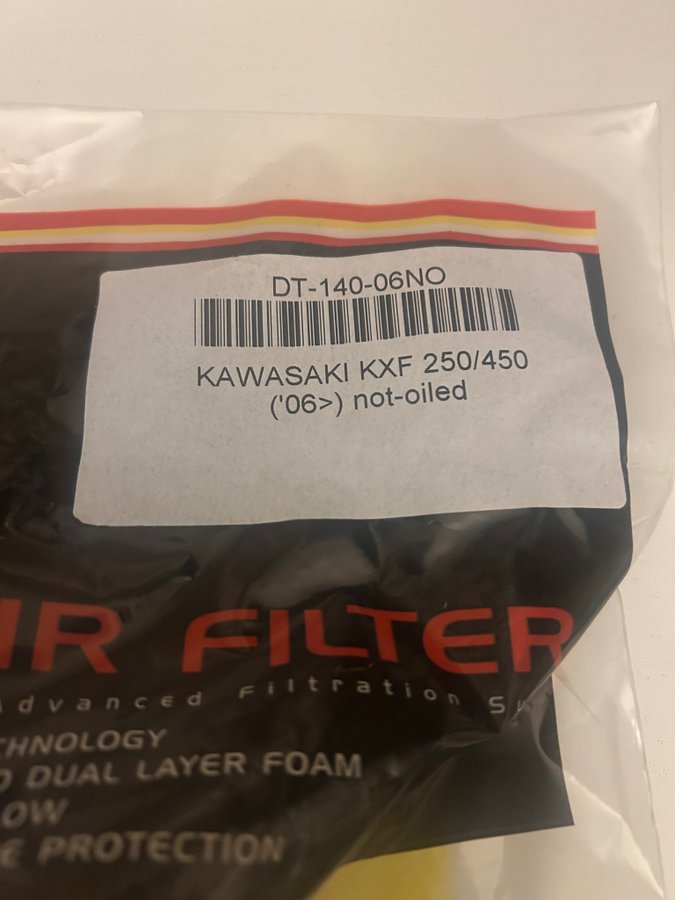 DT-140-06NO
KAWASAKI KXF 250/450
('06>) not-oiled
IR FILTER
dvanced Filtration S
CHNOLOGY
DUAL LAYER FOAM
LOW
E PROTECTION